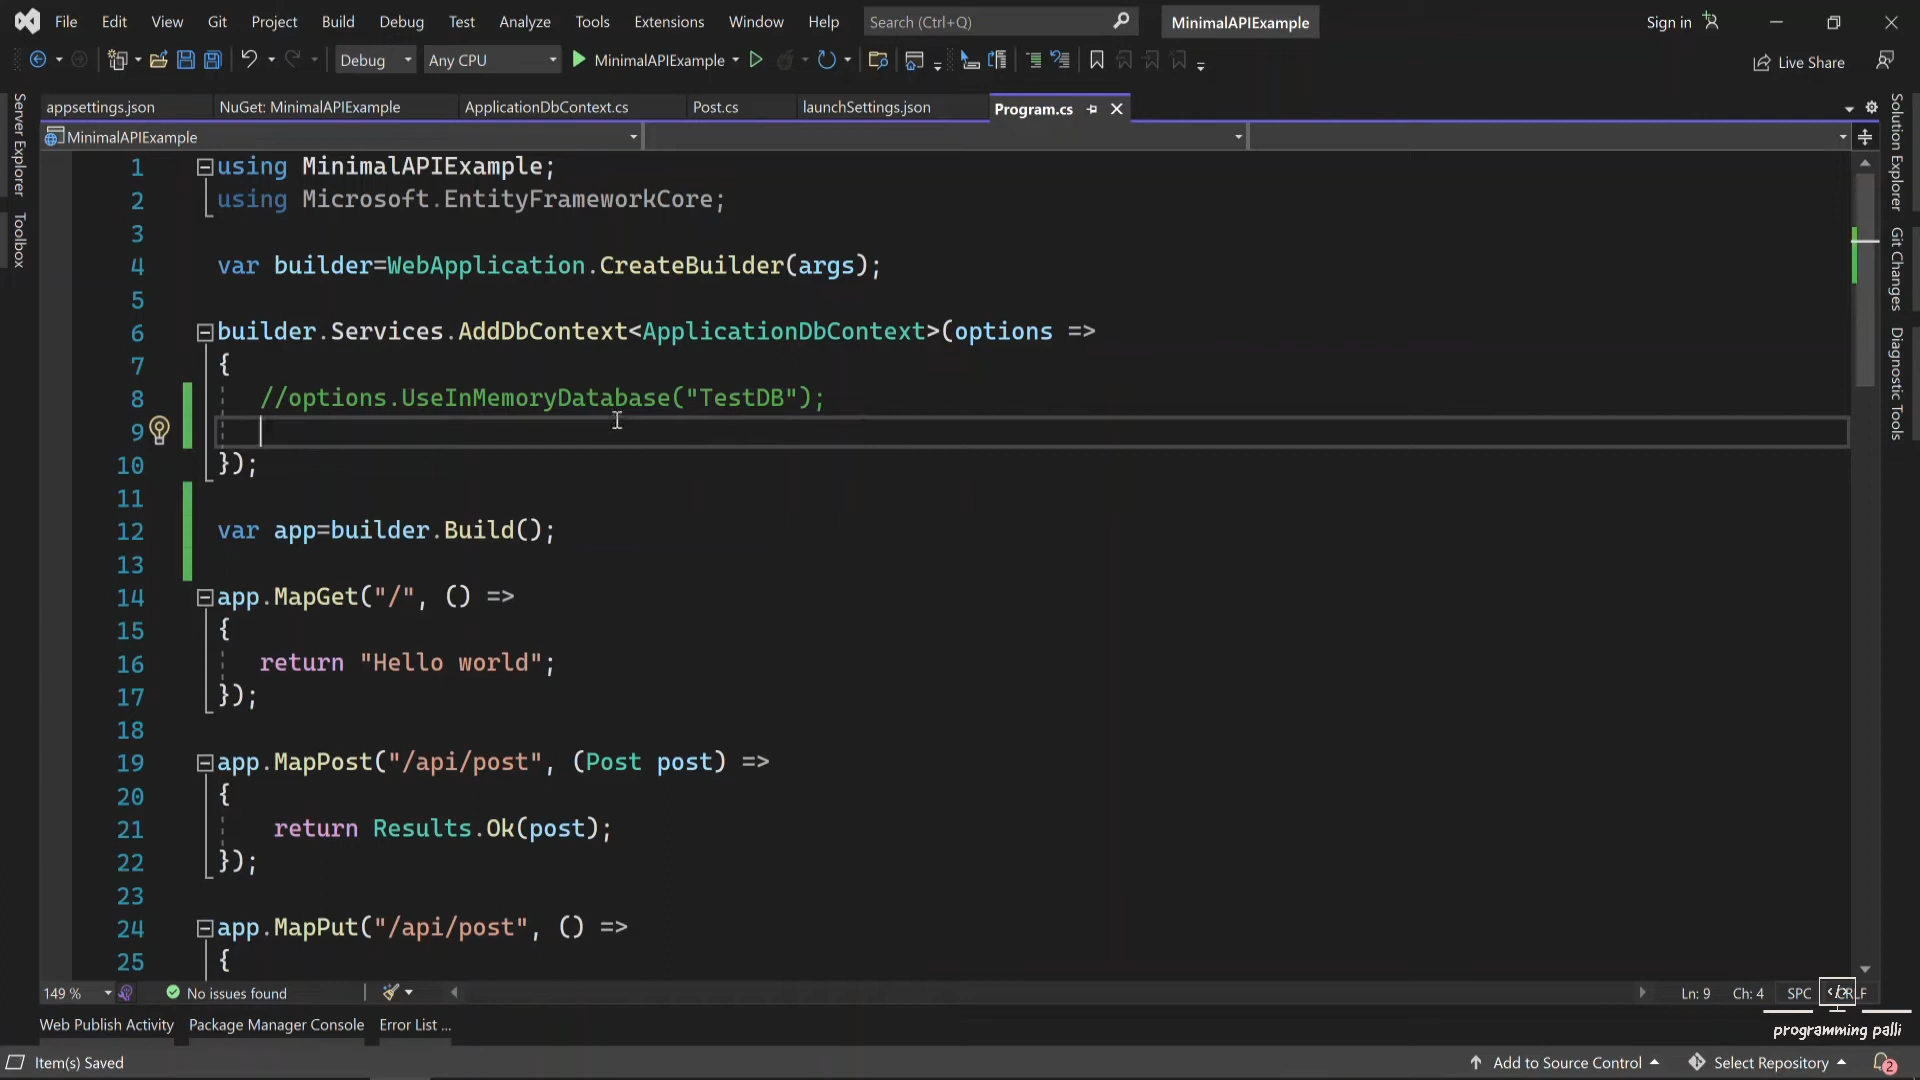 File Edit View Git Project Build Debug Test Analyze Tools Extensions Window Help Search (Ctrl+Q) MinimalAPIExample Sign in
Debug Any CPU MinimalAPIExample Live Share
appsettings.json NuGet: MinimalAPIExample ApplicationDbContext.cs Post.cs launchSettings.json Program.cs
MinimalAPIExample
Server Explorer
Toolbox
Solution Explorer
Git Changes
Diagnostic Tools
1 using MinimalAPIExample;
2 using Microsoft.EntityFrameworkCore;
3
4 var builder=WebApplication.CreateBuilder(args);
5
6 builder.Services.AddDbContext<ApplicationDbContext>(options =>
7 {
8 //options.UseInMemoryDatabase("TestDB");
9
10 });
11
12 var app=builder.Build();
13
14 app.MapGet("/", () =>
15 {
16 return "Hello world";
17 });
18
19 app.MapPost("/api/post", (Post post) =>
20 {
21 return Results.Ok(post);
22 });
23
24 app.MapPut("/api/post", () =>
25 {
149 % No issues found Ln: 9 Ch: 4 SPC CRLF
Web Publish Activity Package Manager Console Error List ...
programming palli
Item(s) Saved Add to Source Control Select Repository 2